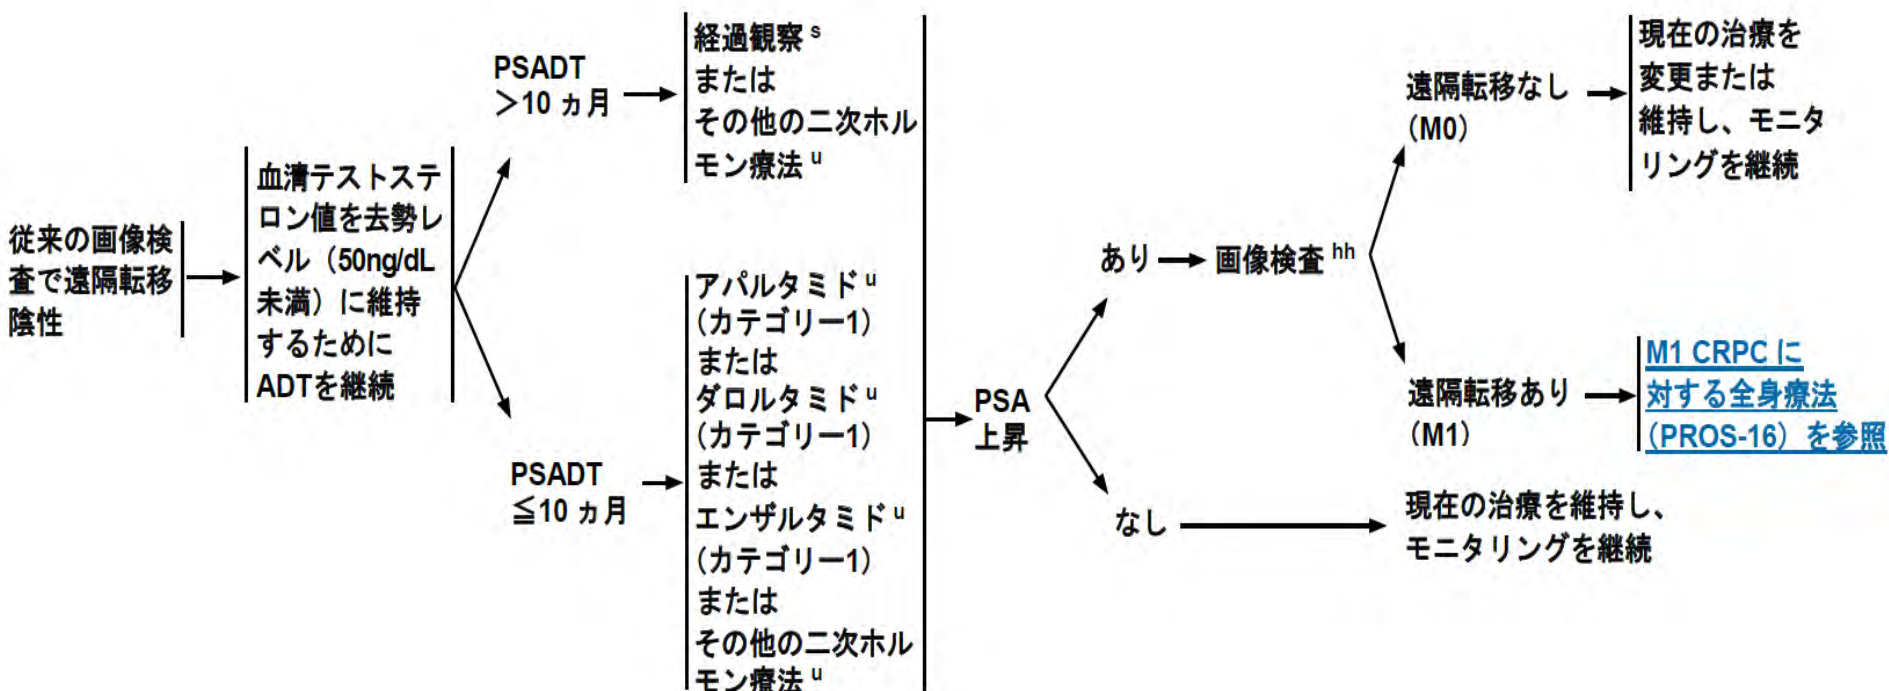 従来の画像検
査で遠隔転移
陰性
血清テストステ
ロン値を去勢レ
ベル（50ng/dL
未満）に維持
するために
ADTを継続
PSADT
＞10 ヵ月
経過観察 s
または
その他の二次ホル
モン療法 u
PSADT
≦10 ヵ月
アパルタミド u
（カテゴリー1）
または
ダロルタミド u
（カテゴリー1）
または
エンザルタミド u
（カテゴリー1）
または
その他の二次ホル
モン療法 u
PSA
上昇
あり
画像検査 hh
遠隔転移なし
（M0）
現在の治療を
変更または
維持し、モニタ
リングを継続
遠隔転移あり
（M1）
M1 CRPC に
対する全身療法
（PROS-16）を参照
なし
現在の治療を維持し、
モニタリングを継続